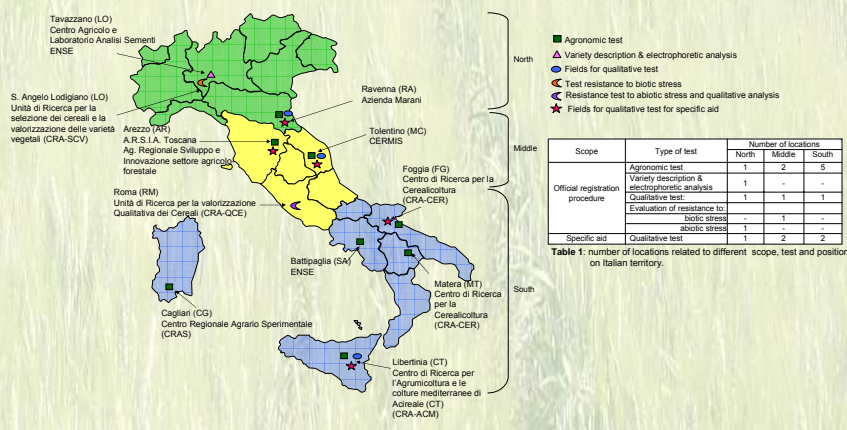 Tavazzano (LO)
Centro Agricolo e
Laboratorio Analisi Sementi
ENSE
S. Angelo Lodigiano (LO)
Unità di Ricerca per la
selezione dei cereali e la
valorizzazione delle varietà
vegetali (CRA-SCV)
Arezzo (AR)
A.R.S.I.A. Toscana
Ag. Regionale Sviluppo e
Innovazione settore agricolo
forestale
Roma (RM)
Unità di Ricerca per la valorizzazione
Qualitativa dei Cereali (CRA-QCE)
Ravenna (RA)
Azienda Marani
Tolentino (MC)
CERMIS
Foggia (FG)
Centro di Ricerca per la
Cerealicoltura
(CRA-CER)
Battipaglia (SA)
ENSE
Matera (MT)
Centro di Ricerca
per la
Cerealicoltura
(CRA-CER)
Cagliari (CG)
Centro Regionale Agrario Sperimentale
(CRAS)
Libertinia (CT)
Centro di Ricerca per
l'Agrumicoltura e le
colture mediterranee di
Acireale (CT)
(CRA-ACM)
North
Middle
South
Agronomic test
Variety description & electrophoretic analysis
Fields for qualitative test
Test resistance to biotic stress
Resistance test to abiotic stress and qualitative analysis
Fields for qualitative test for specific aid
Scope Type of test Number of locations
North Middle South
Official registration procedure
Agronomic test 1 2 5
Variety description & electrophoretic analysis 1 - -
Qualitative test: 1 1 1
Evaluation of resistance to:
biotic stress - 1 -
abiotic stress 1 - -
Specific aid Qualitative test 1 2 2
Table 1: number of locations related to different scope, test and position
on Italian territory.